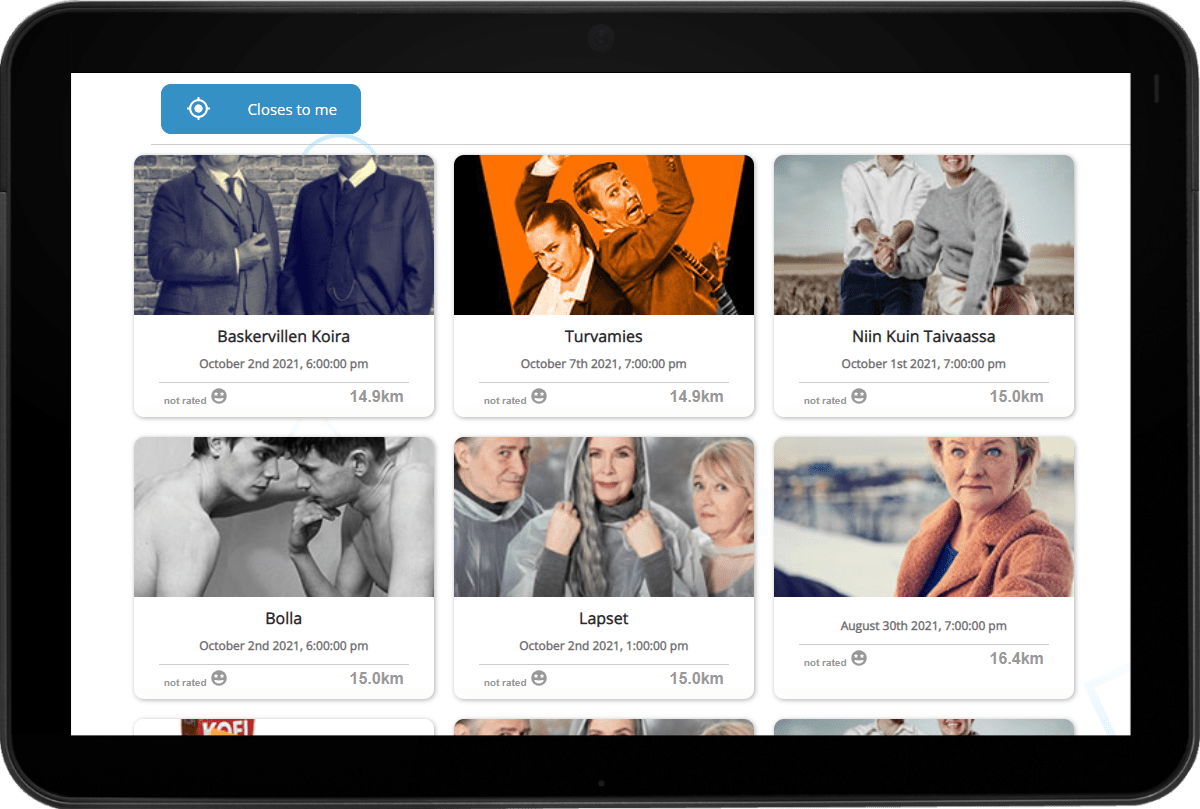 Closes to me
Baskervillen Koira
October 2nd 2021, 6:00:00 pm
not rated 14.9km
Turvamies
October 7th 2021, 7:00:00 pm
not rated 14.9km
Niin Kuin Taivaassa
October 1st 2021, 7:00:00 pm
not rated 15.0km
Bolla
October 2nd 2021, 6:00:00 pm
not rated 15.0km
Lapset
October 2nd 2021, 1:00:00 pm
not rated 15.0km
August 30th 2021, 7:00:00 pm
not rated 16.4km